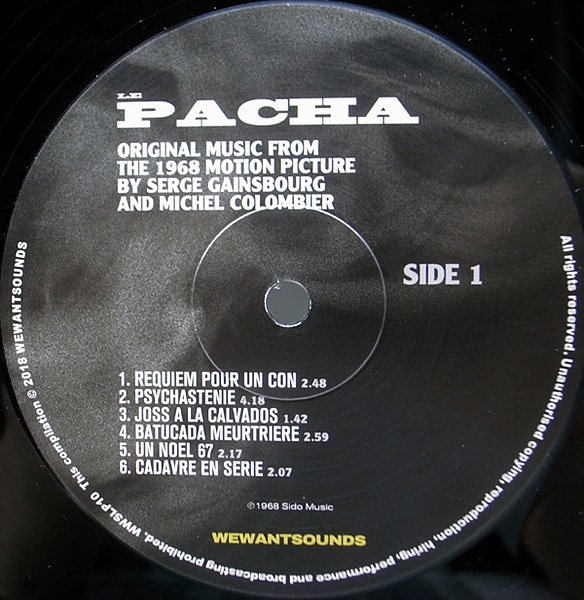 LE
PACHA
ORIGINAL MUSIC FROM
THE 1968 MOTION PICTURE
BY SERGE GAINSBOURG
AND MICHEL COLOMBIER
SIDE 1
1. REQUIEM POUR UN CON 2.48
2. PSYCHASTENIE 4.18
3. JOSS A LA CALVADOS 1.42
4. BATUCADA MEURTRIERE 2.59
5. UN NOEL 67 2.17
6. CADAVRE EN SERIE 2.07
℗1968 Sido Music
WEWANTSOUNDS
All rights reserved. Unauthorised copying, reproduction, hiring, performance and broadcasting prohibited. WWSLP10 This compilation © 2018 WEWANTSOUNDS